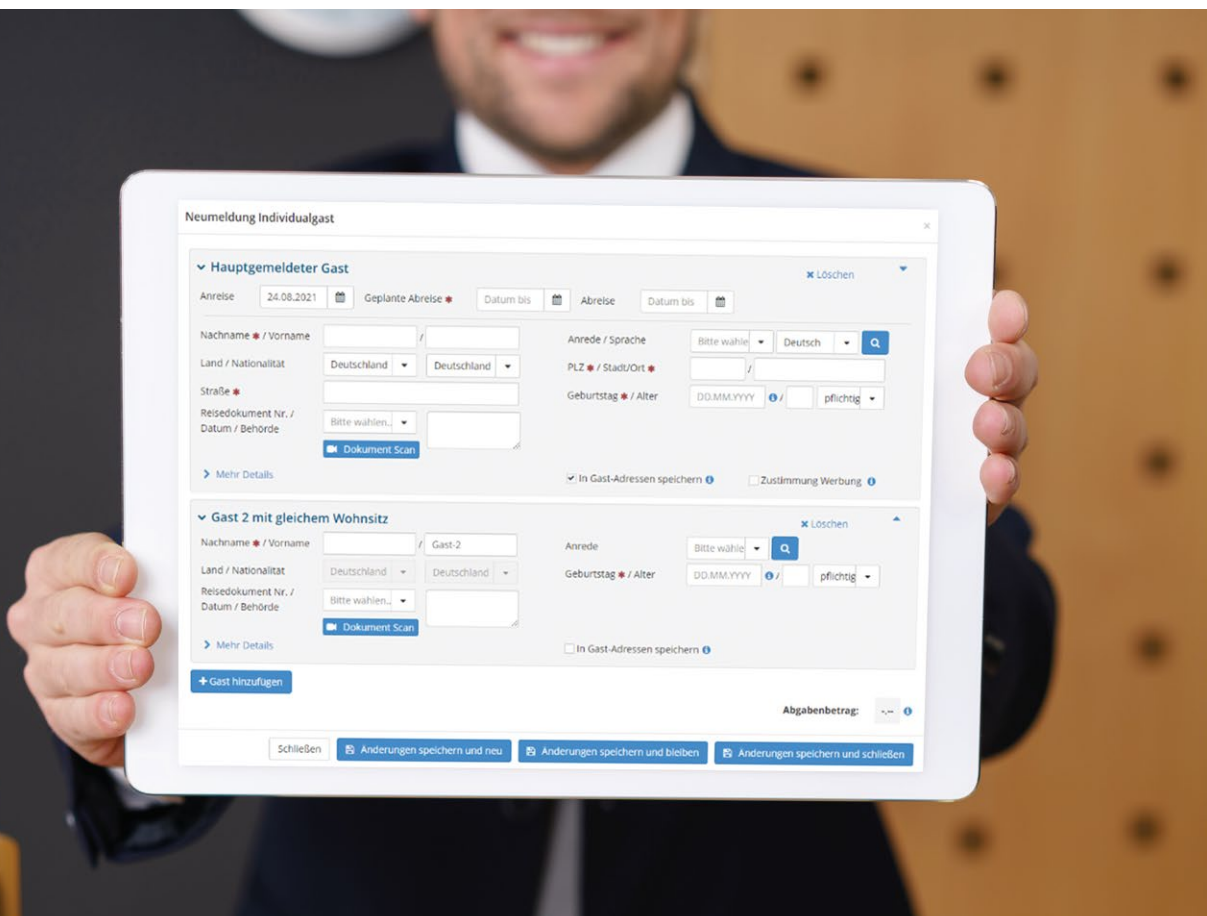 Neumeldung Individualgast ×
Hauptgemeldeter Gast Löschen
Anreise 24.08.2021 Geplante Abreise * Datum bis Abreise Datum bis
Nachname * / Vorname / Anrede / Sprache Bitte wähle Deutsch
Land / Nationalität Deutschland Deutschland PLZ * / Stadt/Ort * /
Straße * Geburtstag * / Alter DD.MM.YYYY / pflichtig
Reisedokument Nr. / Datum / Behörde Bitte wählen..
Dokument Scan
Mehr Details In Gast-Adressen speichern Zustimmung Werbung
Gast 2 mit gleichem Wohnsitz Löschen
Nachname * / Vorname / Gast-2 Anrede Bitte wähle
Land / Nationalität Deutschland Deutschland Geburtstag * / Alter DD.MM.YYYY / pflichtig
Reisedokument Nr. / Datum / Behörde Bitte wählen..
Dokument Scan
Mehr Details In Gast-Adressen speichern
+ Gast hinzufügen
Abgabenbetrag: -,--
Schließen Änderungen speichern und neu Änderungen speichern und bleiben Änderungen speichern und schließen